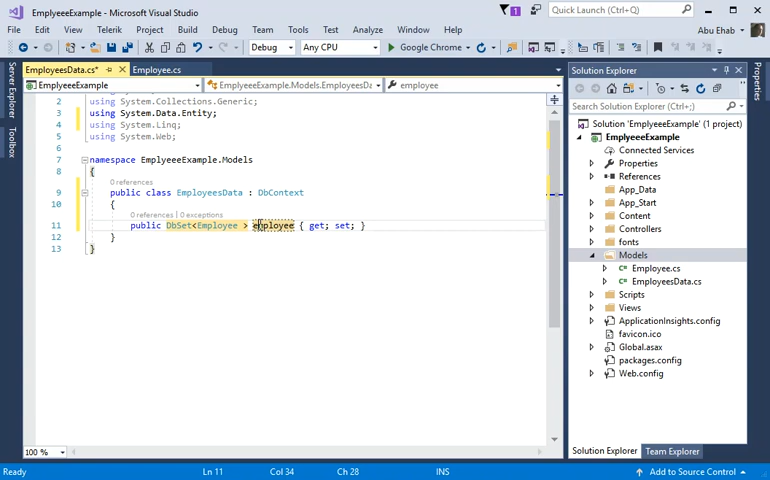 EmplyeeeExample - Microsoft Visual Studio
1
Quick Launch (Ctrl+Q)
File Edit View Telerik Project Build Debug Team Tools Test Analyze Window Help
Abu Ehab
Debug Any CPU Google Chrome
Server Explorer
Toolbox
EmployeesData.cs* Employee.cs
EmplyeeeExample EmplyeeeExample.Models.EmployeesDa employee
2 using System.Collections.Generic;
3 using System.Data.Entity;
4 using System.Linq;
5 using System.Web;
6
7 namespace EmplyeeeExample.Models
8 {
0 references
9 public class EmployeesData : DbContext
10 {
0 references | 0 exceptions
11 public DbSet<Employee > employee { get; set; }
12 }
13 }
100 %
Solution Explorer
Search Solution Explorer (Ctrl+;)
Solution 'EmplyeeeExample' (1 project)
EmplyeeeExample
Connected Services
Properties
References
App_Data
App_Start
Content
Controllers
fonts
Models
C# Employee.cs
C# EmployeesData.cs
Scripts
Views
ApplicationInsights.config
favicon.ico
Global.asax
packages.config
Web.config
Solution Explorer Team Explorer
Properties
Ready Ln 11 Col 34 Ch 28 INS Add to Source Control